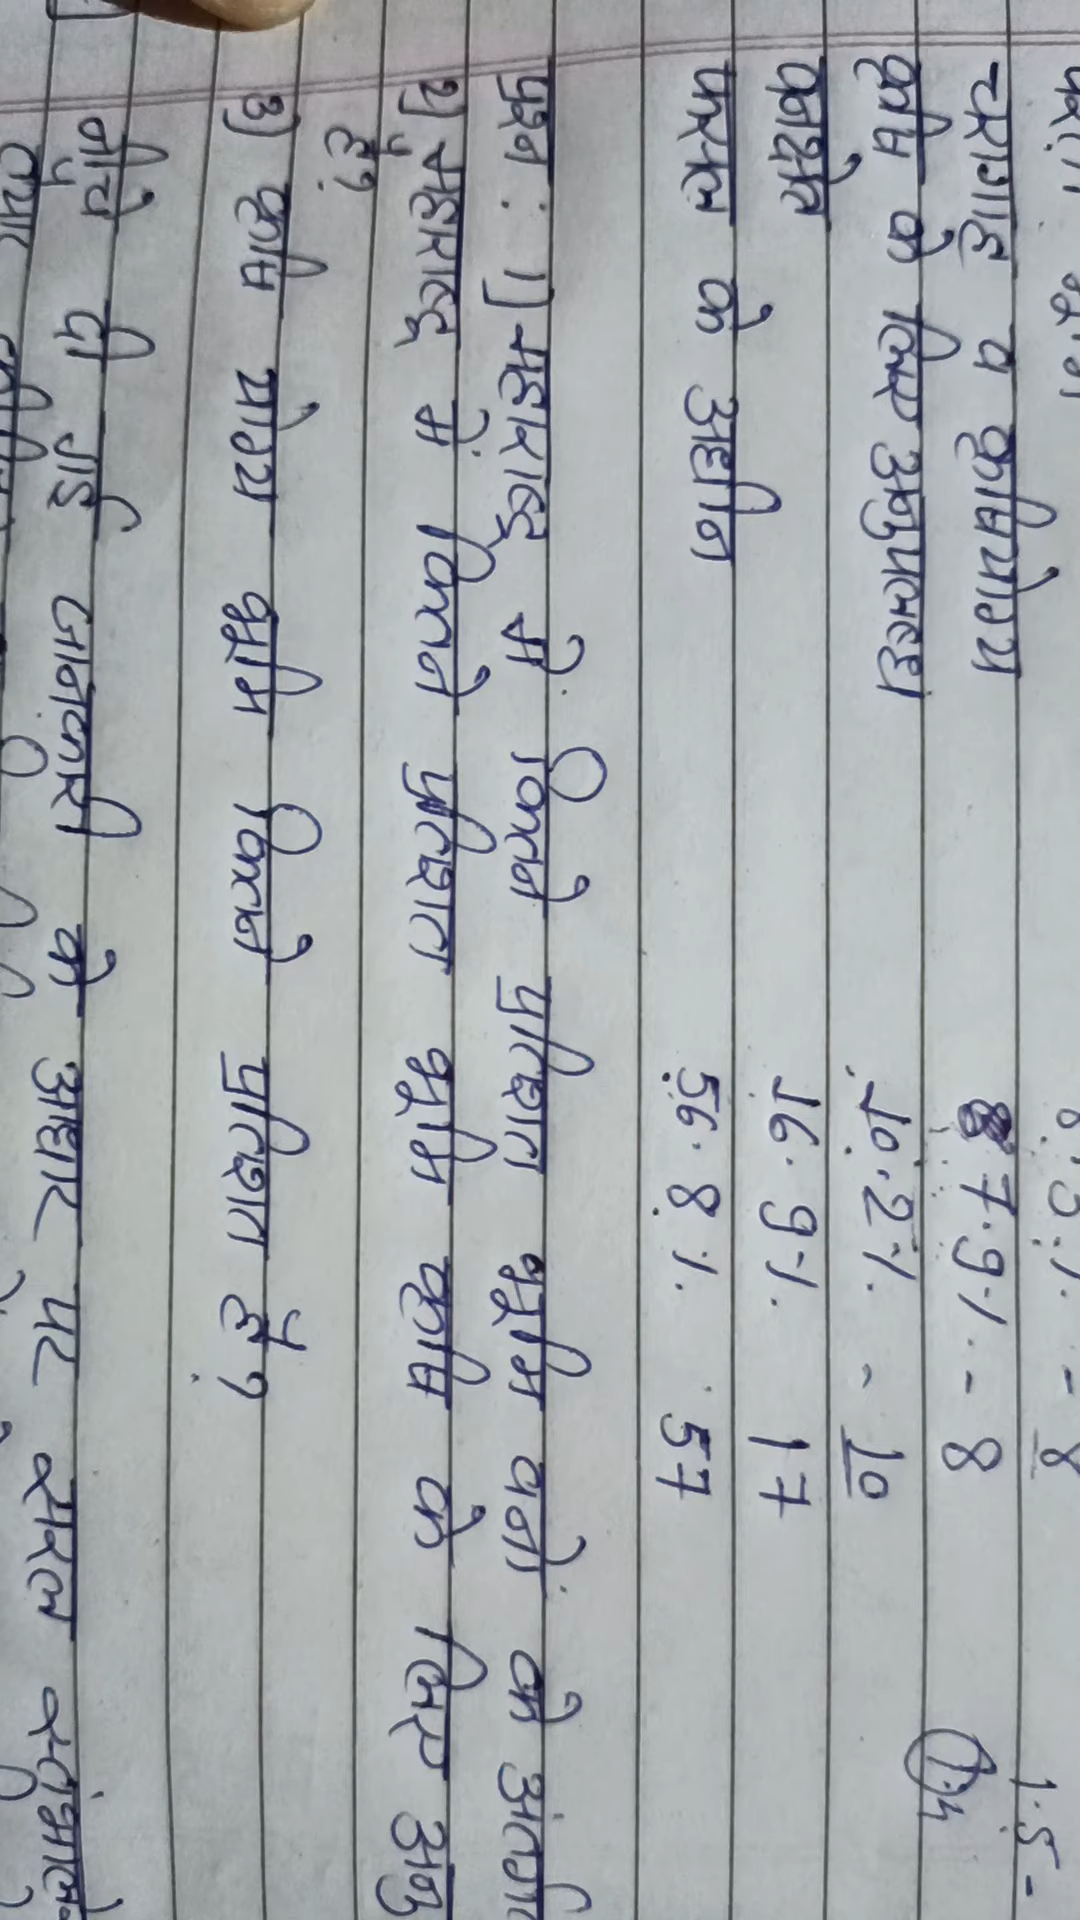 चरागाह व कृषियोग्य 7.9% - 8
कृषि के लिए अनुपलब्ध 10.2% - 10
वनक्षेत्र 16.9% 17
फसल के अधीन 56.8% 57
प्रश्न : 1) महाराष्ट्र में कितने प्रतिशत भूमि वनों के अंतर्ग
2) महाराष्ट्र में कितने प्रतिशत भूमि कृषि के लिए अनु
है?
3) कृषि योग्य भूमि कितने प्रतिशत है?
नीचे दी गई जानकारी के आधार पर सरल स्तंभालेख